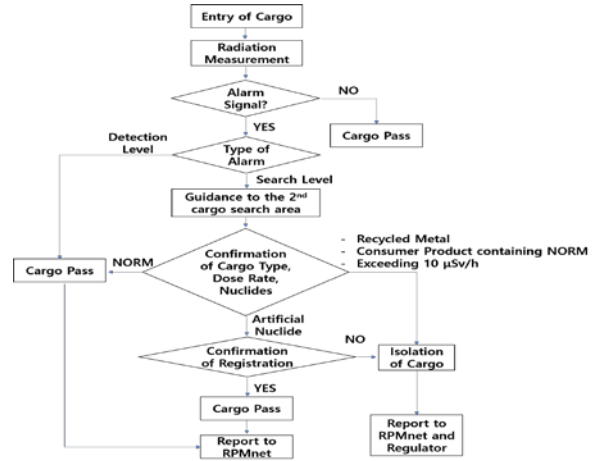 Entry of Cargo
Radiation
Measurement
Alarm
Signal?
NO
Cargo Pass
YES
Detection
Level
Type of
Alarm
Search Level
Guidance to the 2nd
cargo search area
- Recycled Metal
- Consumer Product containing NORM
- Exceeding 10 μSv/h
Confirmation
of Cargo Type,
Dose Rate,
Nuclides
NORM
Cargo Pass
Artificial
Nuclide
NO
Confirmation
of Registration
Isolation
of Cargo
YES
Cargo Pass
Report to
RPMnet
Report to
RPMnet and
Regulator